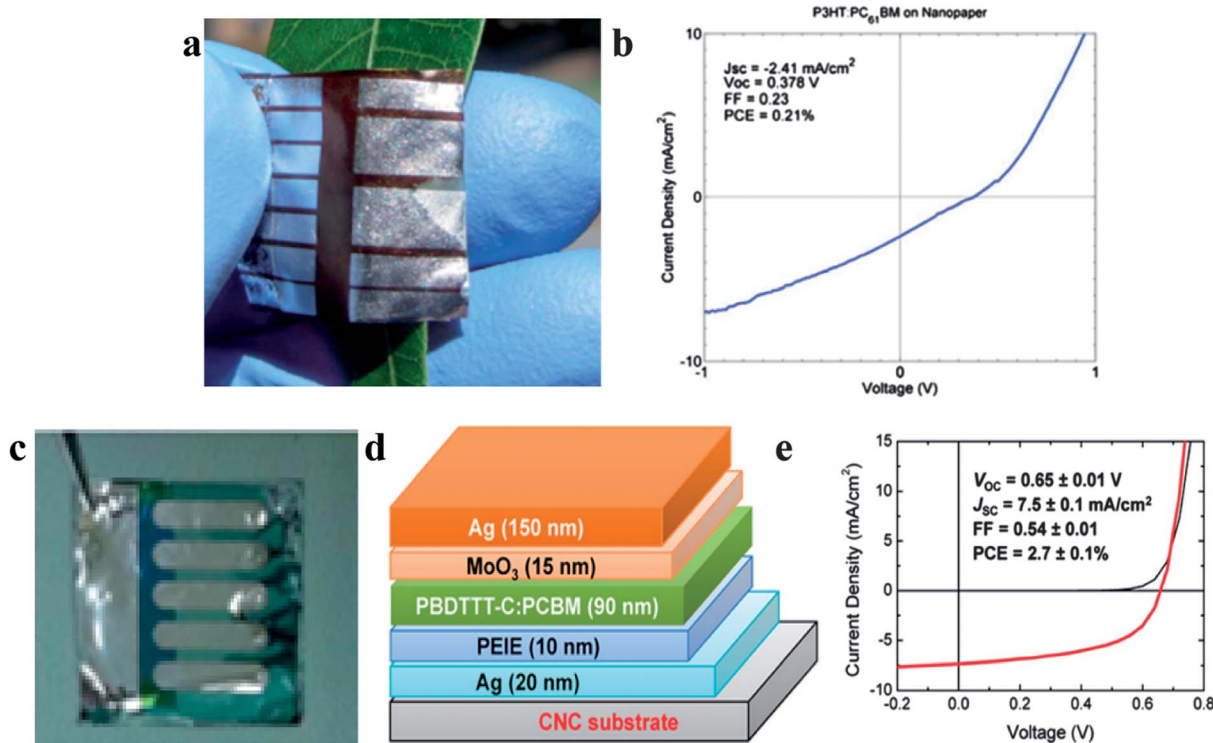 a
b
P3HT:PC61BM on Nanopaper
Jsc = -2.41 mA/cm²
Voc = 0.378 V
FF = 0.23
PCE = 0.21%
Current Density (mA/cm²)
10
0
-10
-1
0
1
Voltage (V)
c
d
Ag (150 nm)
MoO₃ (15 nm)
PBDTTT-C:PCBM (90 nm)
PEIE (10 nm)
Ag (20 nm)
CNC substrate
e
VOC = 0.65 ± 0.01 V
JSC = 7.5 ± 0.1 mA/cm²
FF = 0.54 ± 0.01
PCE = 2.7 ± 0.1%
Current Density (mA/cm²)
15
10
5
0
-5
-10
-0.2
0.0
0.2
0.4
0.6
0.8
Voltage (V)